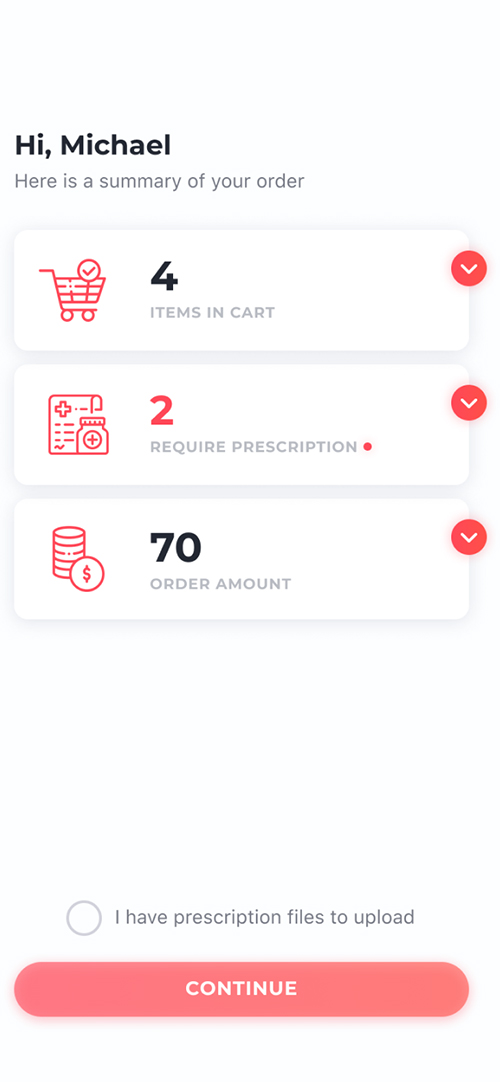 Hi, Michael
Here is a summary of your order
4
ITEMS IN CART
2
REQUIRE PRESCRIPTION
$
70
ORDER AMOUNT
I have prescription files to upload
CONTINUE